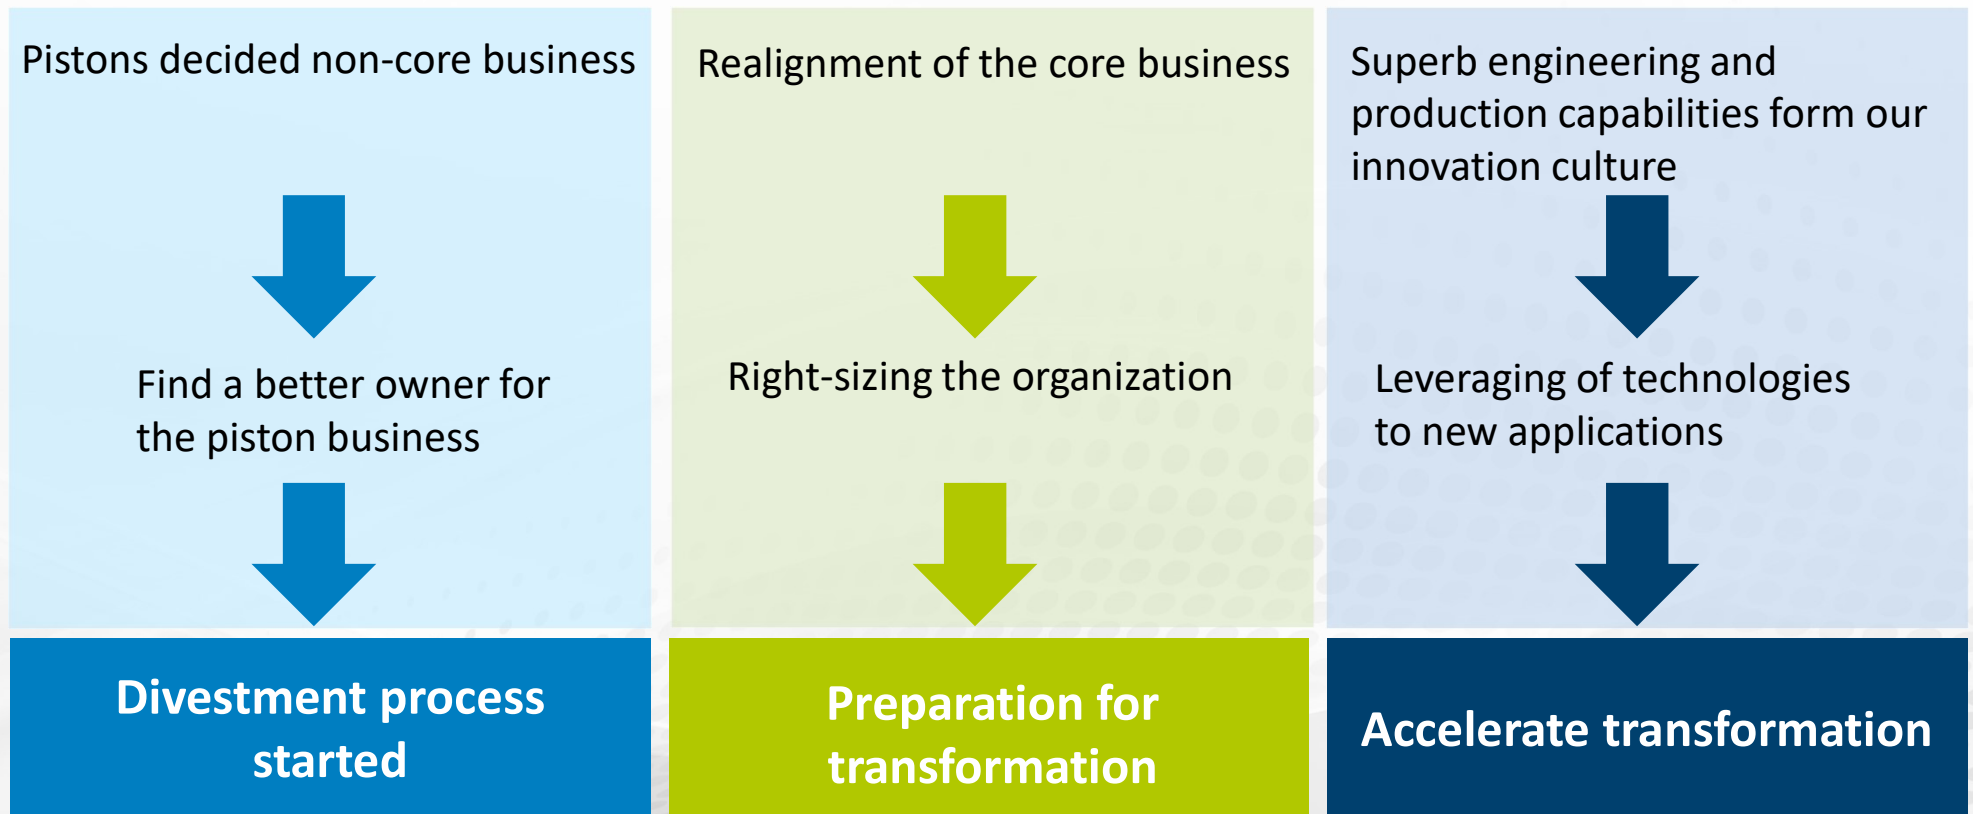 Pistons decided non-core business
Find a better owner for
the piston business
Divestment process
started
Realignment of the core business
Right-sizing the organization
Preparation for
transformation
Superb engineering and
production capabilities form our
innovation culture
Leveraging of technologies
to new applications
Accelerate transformation